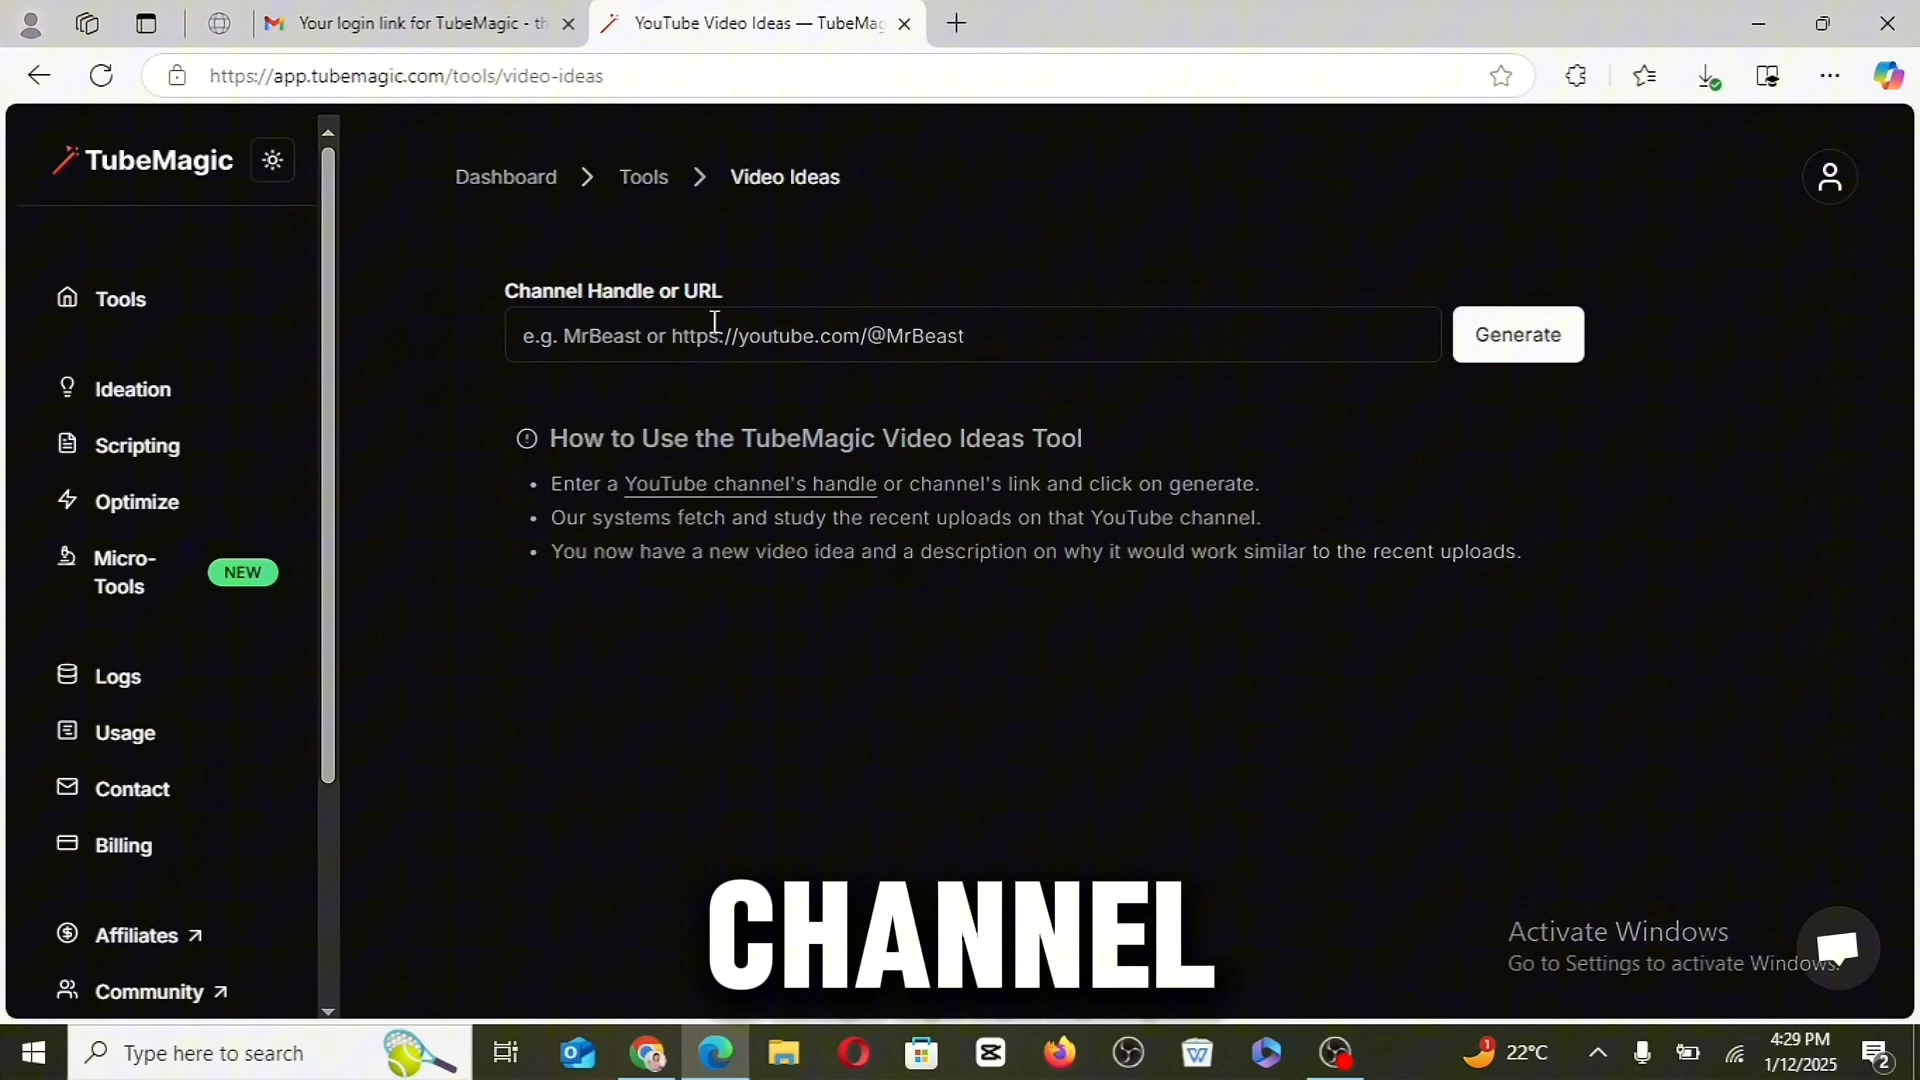 Your login link for TubeMagic - th
YouTube Video Ideas — TubeMag
https://app.tubemagic.com/tools/video-ideas
TubeMagic
Dashboard > Tools > Video Ideas
Channel Handle or URL
e.g. MrBeast or https://youtube.com/@MrBeast
Generate
Tools
Ideation
Scripting
Optimize
Micro-
Tools
NEW
Logs
Usage
Contact
Billing
Affiliates
Community
How to Use the TubeMagic Video Ideas Tool
• Enter a YouTube channel's handle or channel's link and click on generate.
• Our systems fetch and study the recent uploads on that YouTube channel.
• You now have a new video idea and a description on why it would work similar to the recent uploads.
CHANNEL
Activate Windows
Go to Settings to activate Windows.
Type here to search
1
22°C
4:29 PM
1/12/2025
2